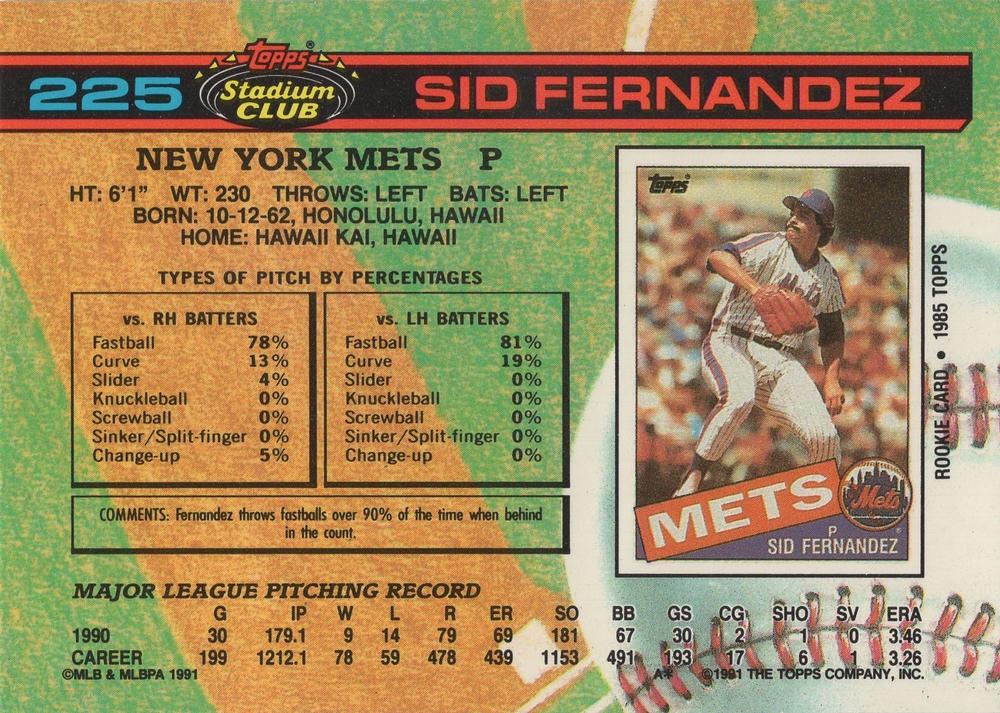 225
Topps®
Stadium
CLUB™
SID FERNANDEZ
NEW YORK METS P
HT: 6'1" WT: 230 THROWS: LEFT BATS: LEFT
BORN: 10-12-62, HONOLULU, HAWAII
HOME: HAWAII KAI, HAWAII
TYPES OF PITCH BY PERCENTAGES
vs. RH BATTERS
Fastball 78%
Curve 13%
Slider 4%
Knuckleball 0%
Screwball 0%
Sinker/Split-finger 0%
Change-up 5%
vs. LH BATTERS
Fastball 81%
Curve 19%
Slider 0%
Knuckleball 0%
Screwball 0%
Sinker/Split-finger 0%
Change-up 0%
COMMENTS: Fernandez throws fastballs over 90% of the time when behind
in the count.
Topps
Mets
METS
Mets
P
SID FERNANDEZ
ROOKIE CARD • 1985 TOPPS
MAJOR LEAGUE PITCHING RECORD
G IP W L R ER SO BB GS CG SHO SV ERA
1990 30 179.1 9 14 79 69 181 67 30 2 1 0 3.46
CAREER 199 1212.1 78 59 478 439 1153 491 193 17 6 1 3.26
©MLB & MLBPA 1991 A* ©1991 THE TOPPS COMPANY, INC.